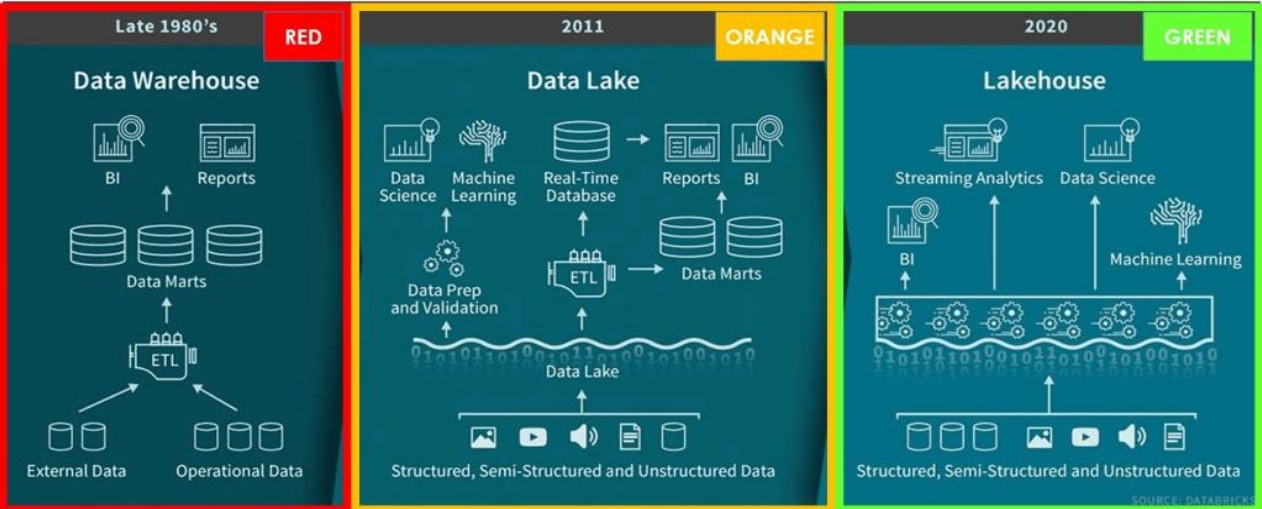 Late 1980's
RED
Data Warehouse
BI
Reports
Data Marts
ETL
External Data
Operational Data
2011
ORANGE
Data Lake
Data
Science
Machine
Learning
Real-Time
Database
Reports
BI
Data Prep
and Validation
ETL
Data Marts
Data Lake
Structured, Semi-Structured and Unstructured Data
2020
GREEN
Lakehouse
Streaming Analytics
Data Science
BI
Machine Learning
Structured, Semi-Structured and Unstructured Data
SOURCE: DATABRICKS